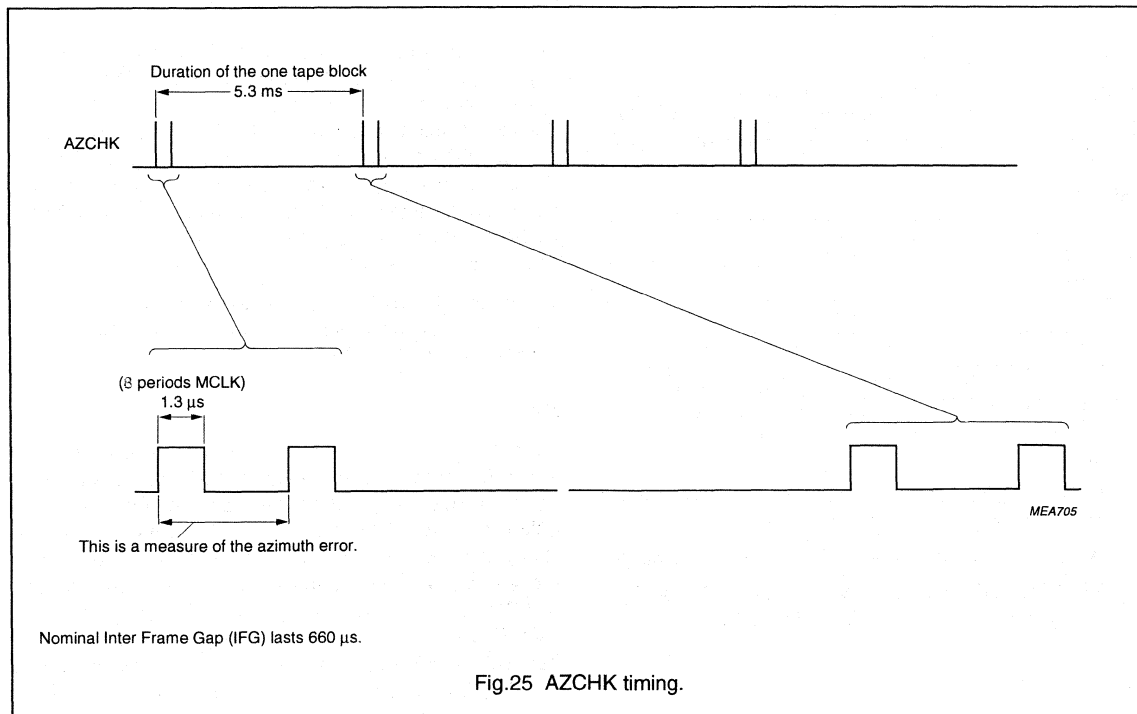 Duration of the one tape block
5.3 ms
AZCHK
(8 periods MCLK)
1.3 µs
MEA705
This is a measure of the azimuth error.
Nominal Inter Frame Gap (IFG) lasts 660 µs.
Fig.25 AZCHK timing.